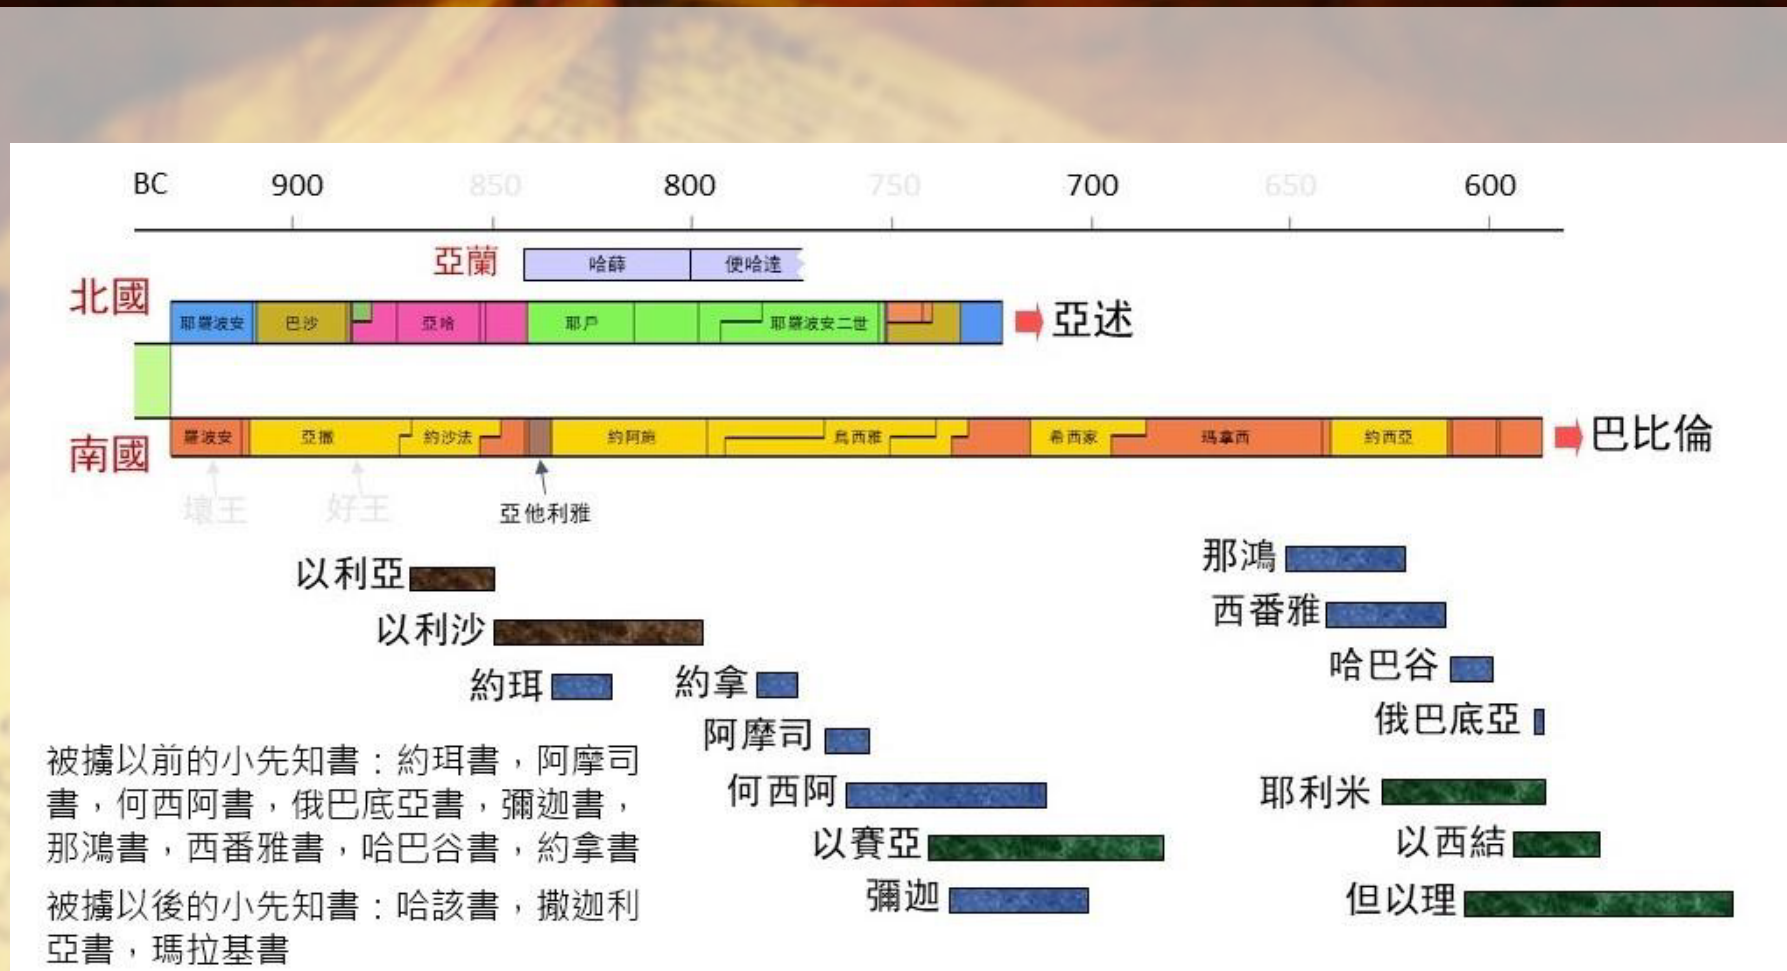 BC 900 850 800 750 700 650 600
亞蘭 哈薛 便哈達
北國 耶羅波安 巴沙 亞哈 耶戶 耶羅波安二世 亞述
南國 羅波安 亞撒 約沙法 約阿施 烏西雅 希西家 瑪拿西 約西亞 巴比倫
壞王 好王 亞他利雅
以利亞 那鴻
以利沙 西番雅
約珥 約拿 哈巴谷
阿摩司 俄巴底亞
何西阿 耶利米
以賽亞 以西結
彌迦 但以理
被擄以前的小先知書：約珥書，阿摩司
書，何西阿書，俄巴底亞書，彌迦書，
那鴻書，西番雅書，哈巴谷書，約拿書
被擄以後的小先知書：哈該書，撒迦利
亞書，瑪拉基書